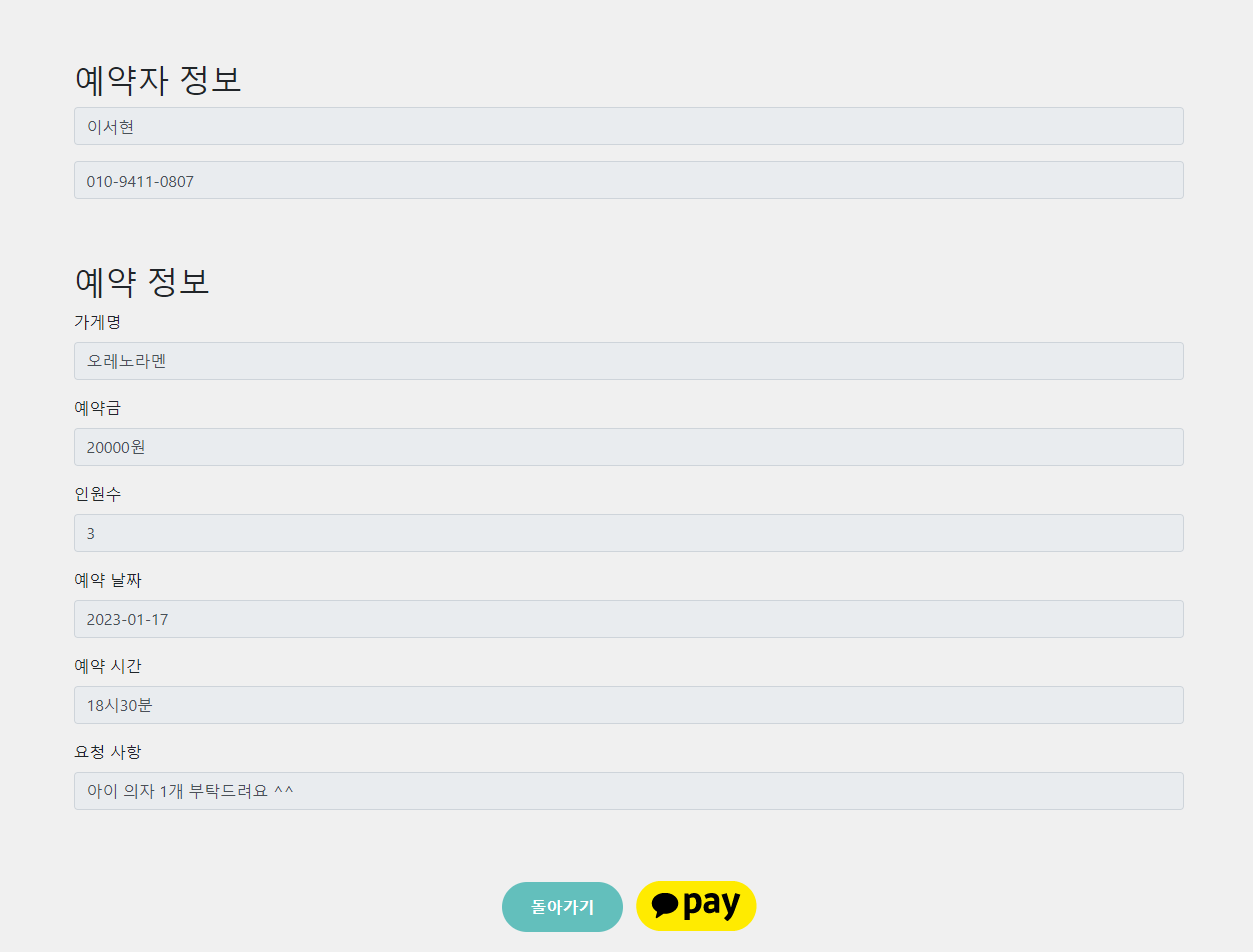 예약자 정보
이서현
010-9411-0807
예약 정보
가게명
오레노라멘
예약금
20000원
인원수
3
예약 날짜
2023-01-17
예약 시간
18시30분
요청 사항
아이 의자 1개 부탁드려요 ^^
돌아가기
pay